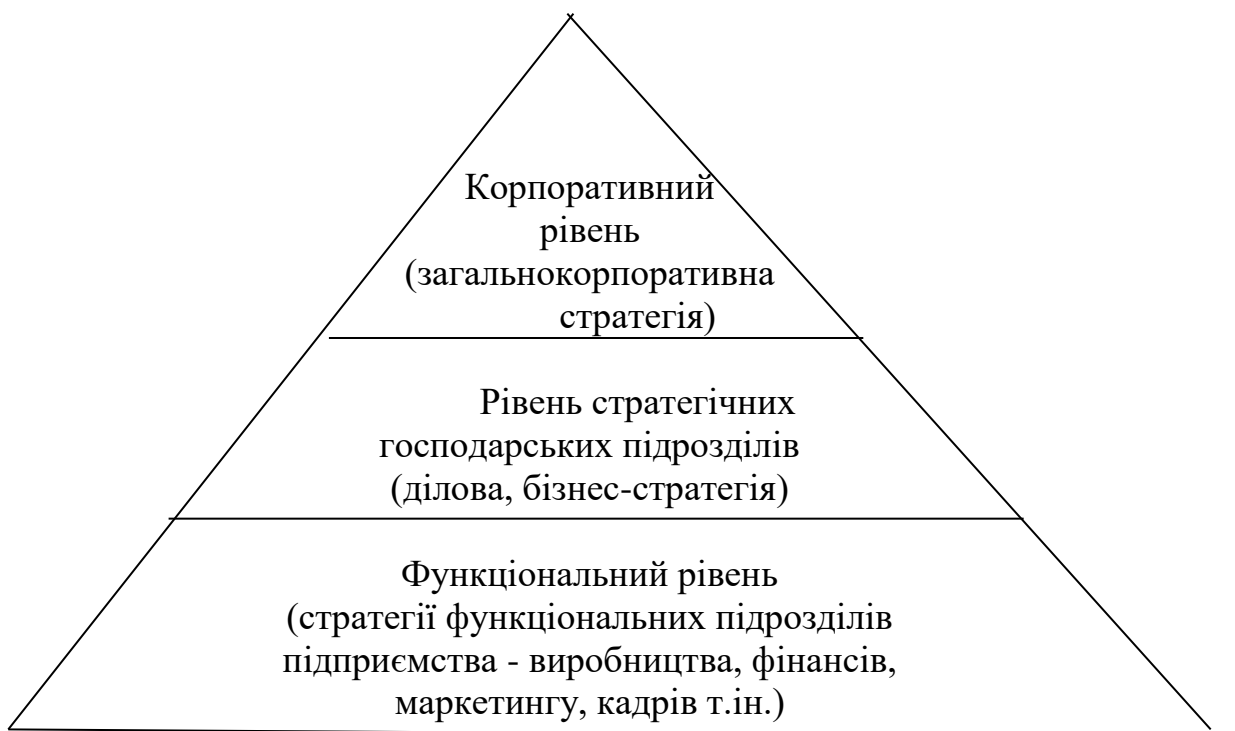 Корпоративний
рівень
(загальнокорпоративна
стратегія)
Рівень стратегічних
господарських підрозділів
(ділова, бізнес-стратегія)
Функціональний рівень
(стратегії функціональних підрозділів
підприємства - виробництва, фінансів,
маркетингу, кадрів т.ін.)